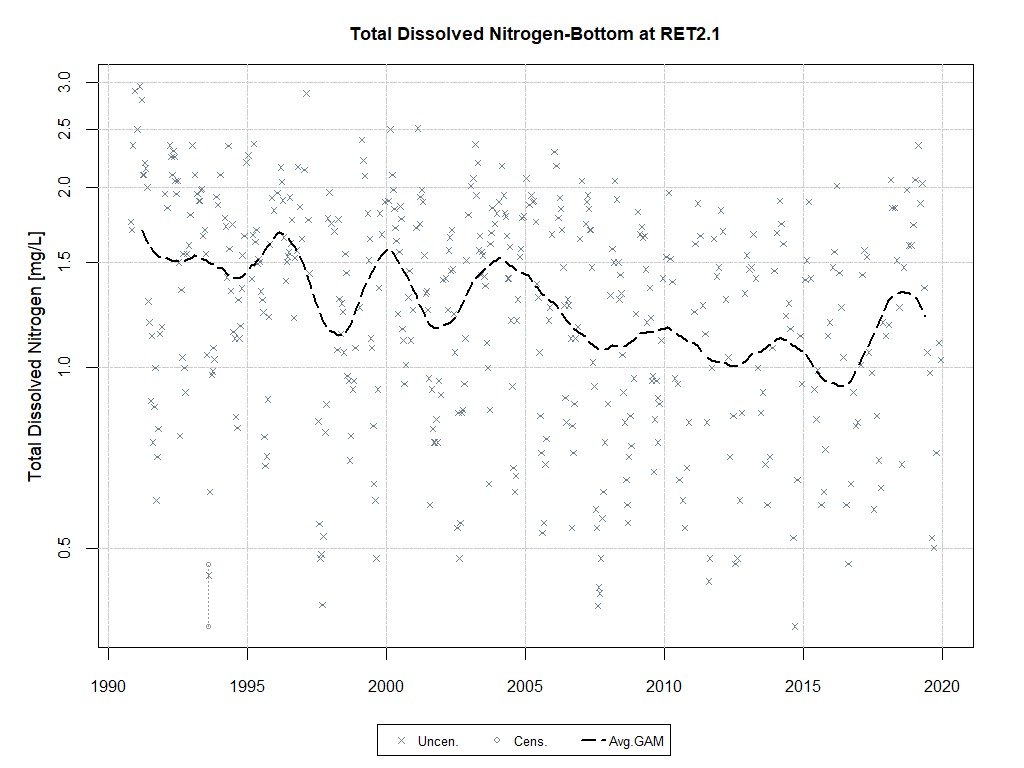 Total Dissolved Nitrogen-Bottom at RET2.1
Total Dissolved Nitrogen [mg/L]
3.0
2.5
2.0
1.5
1.0
0.5
1990 1995 2000 2005 2010 2015 2020
Uncen. Cens. Avg.GAM